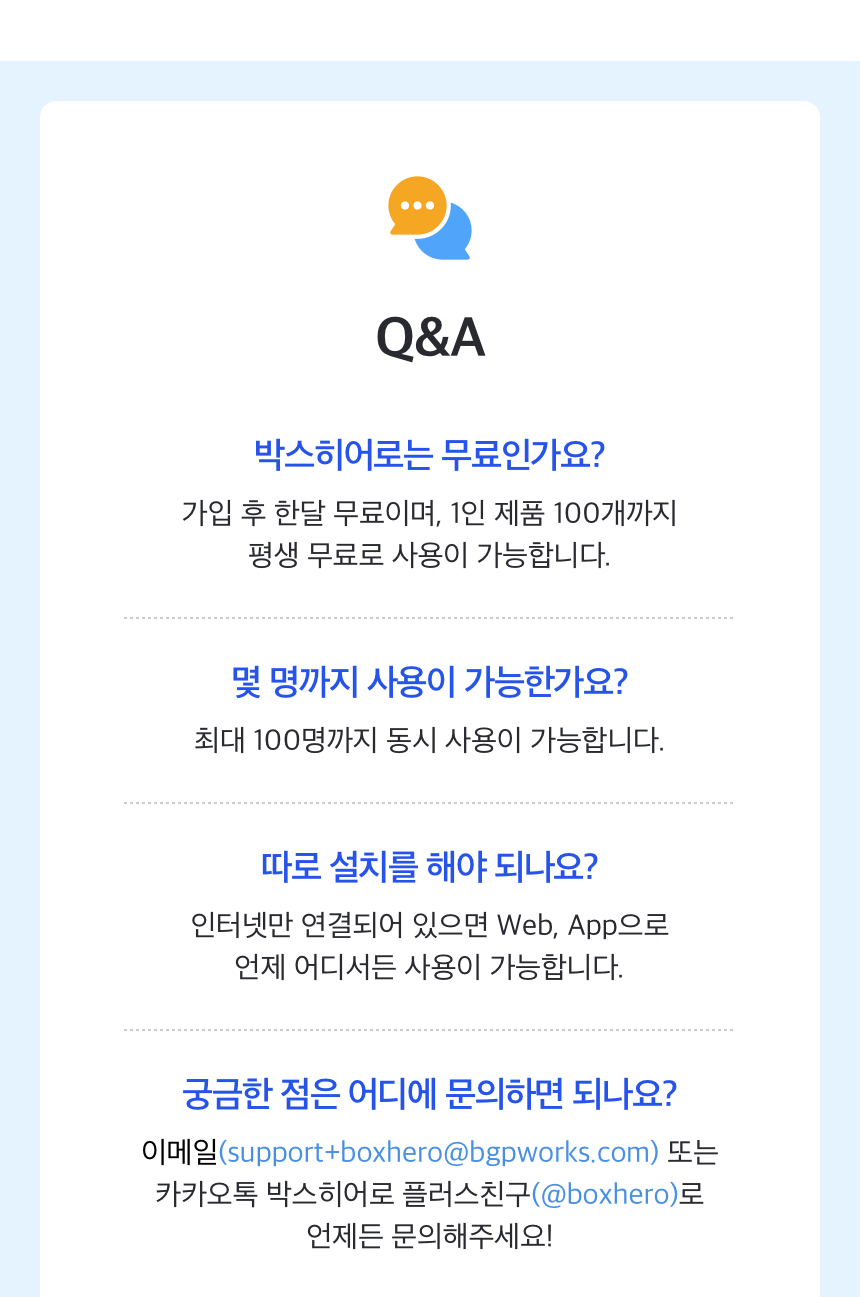 Q&A
박스히어로는 무료인가요?
가입 후 한달 무료이며, 1인 제품 100개까지
평생 무료로 사용이 가능합니다.
몇 명까지 사용이 가능한가요?
최대 100명까지 동시 사용이 가능합니다.
따로 설치를 해야 되나요?
인터넷만 연결되어 있으면 Web, App으로
언제 어디서든 사용이 가능합니다.
궁금한 점은 어디에 문의하면 되나요?
이메일(support+boxhero@bgpworks.com) 또는
카카오톡 박스히어로 플러스친구(@boxhero)로
언제든 문의해주세요!